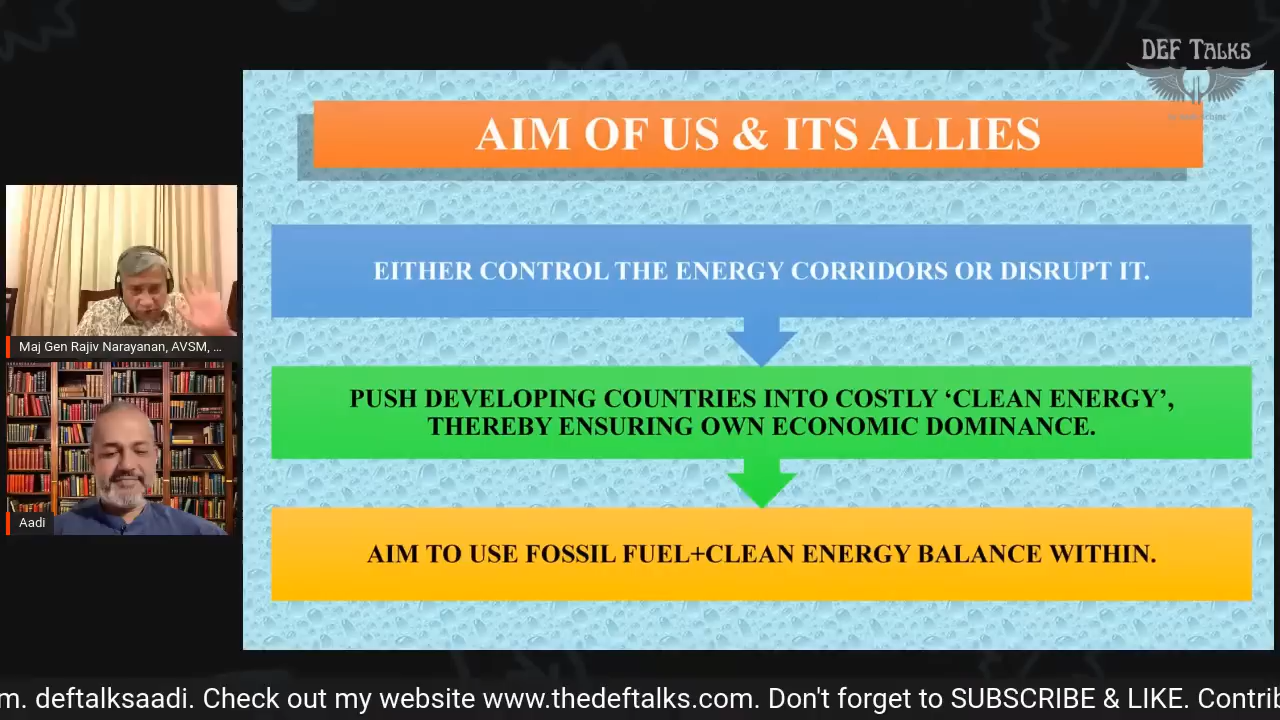 DEF TALKS
AIM OF US & ITS ALLIES
EITHER CONTROL THE ENERGY CORRIDORS OR DISRUPT IT.
PUSH DEVELOPING COUNTRIES INTO COSTLY ‘CLEAN ENERGY’,
THEREBY ENSURING OWN ECONOMIC DOMINANCE.
AIM TO USE FOSSIL FUEL+CLEAN ENERGY BALANCE WITHIN.
Maj Gen Rajiv Narayanan, AVSM, ...
Aadi
m. deftalksaadi. Check out my website www.thedeftalks.com. Don't forget to SUBSCRIBE & LIKE. Contrib